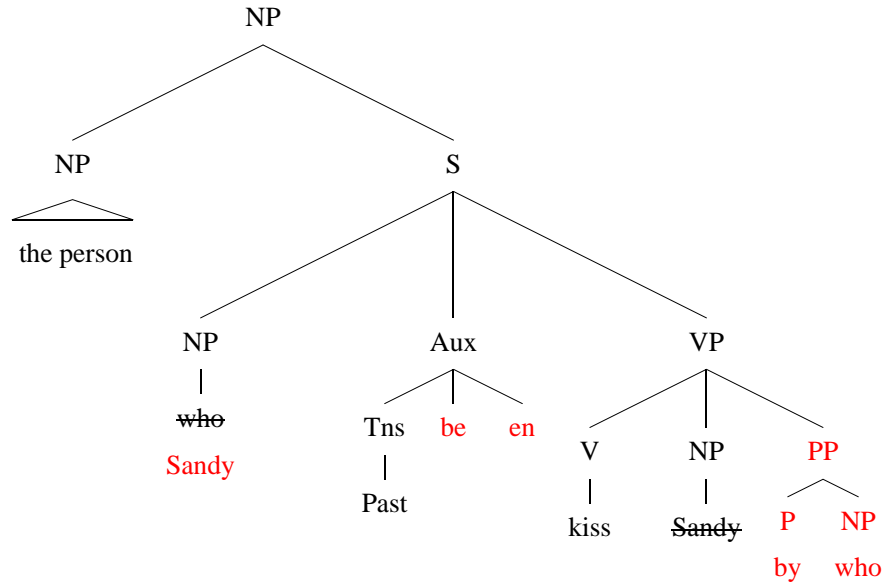 NP
NP S
the person
NP Aux VP
who
Sandy
Tns be en
Past
V NP PP
kiss Sandy
P NP
by who